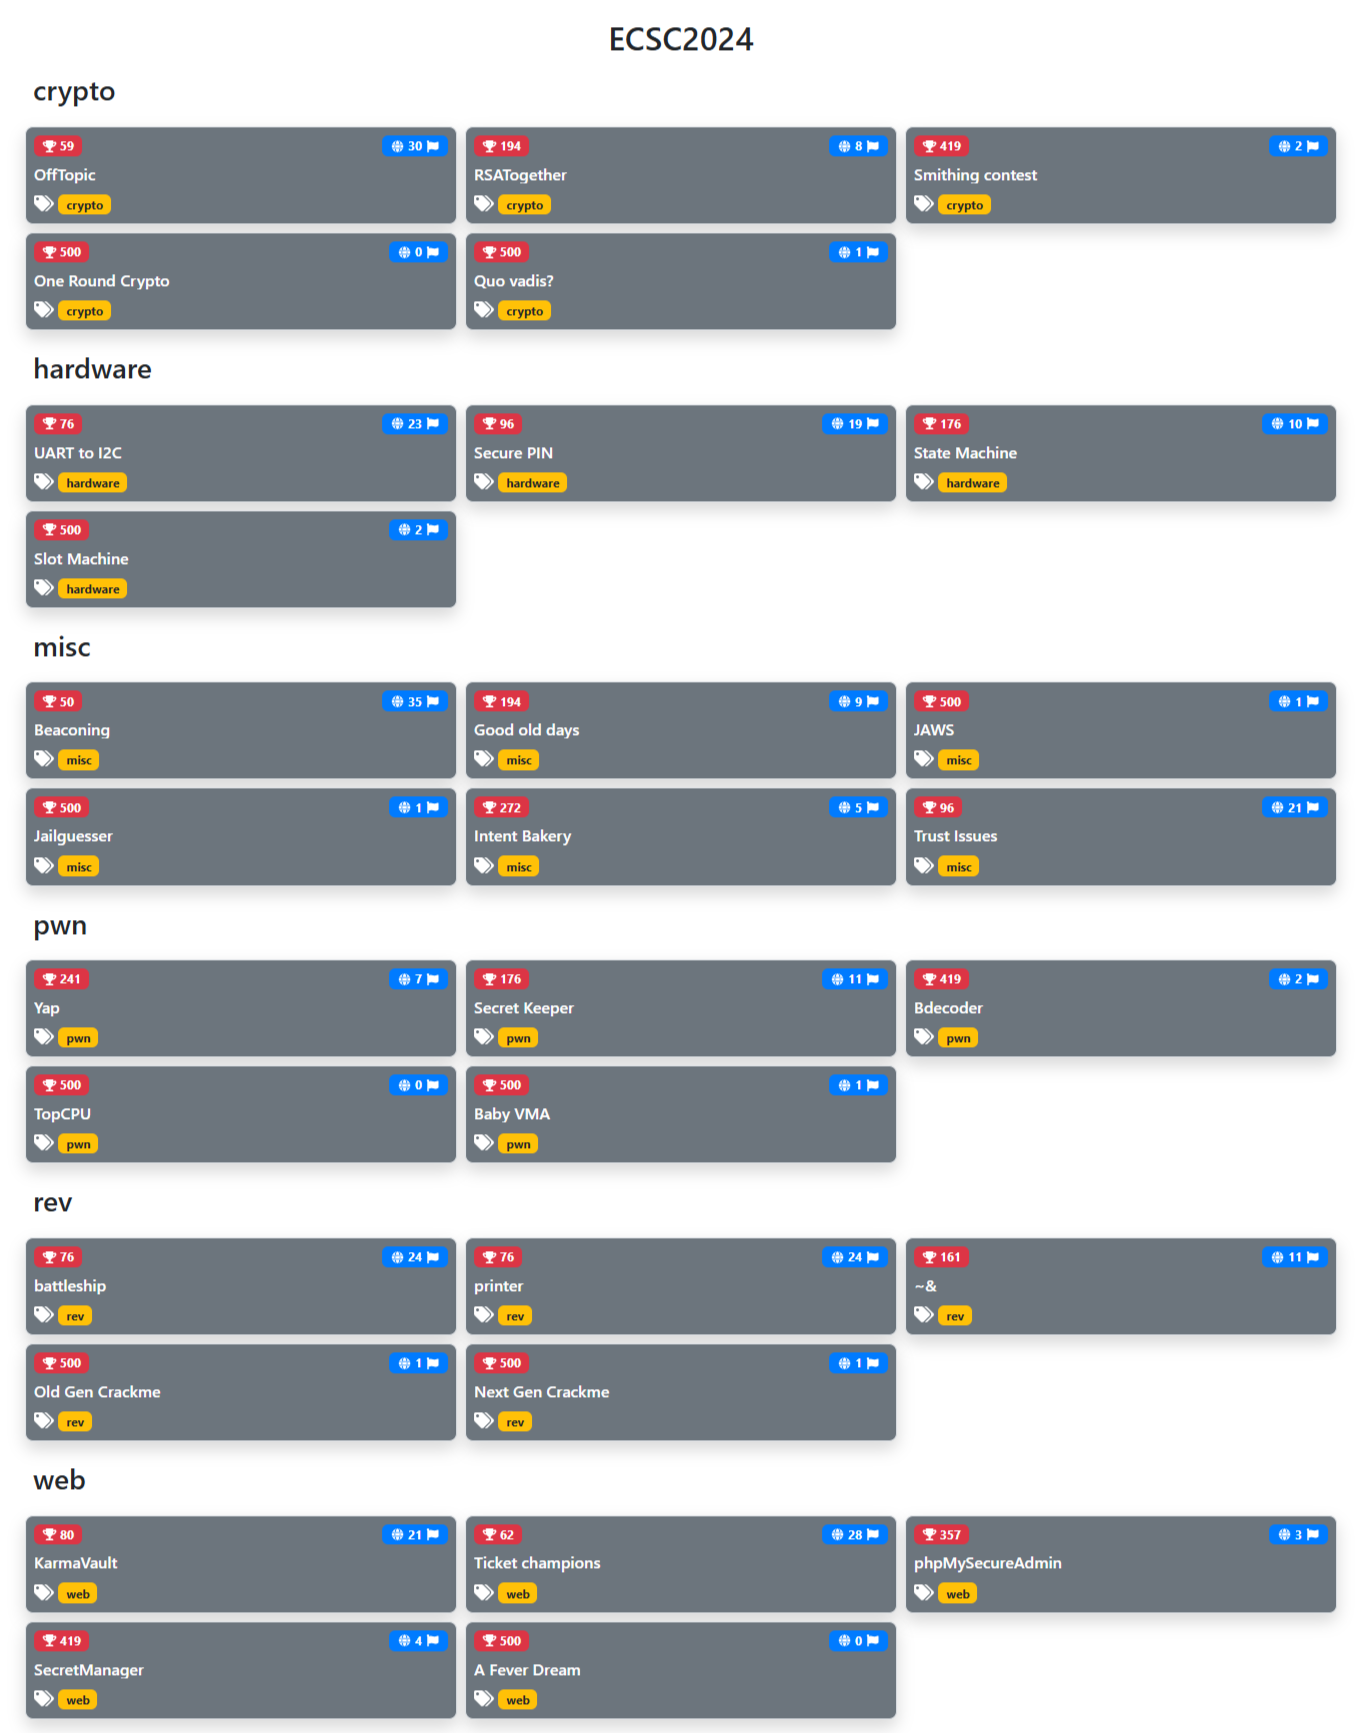 ECSC2024
crypto
59 30
OffTopic
crypto
194 8
RSATogether
crypto
419 2
Smithing contest
crypto
500 0
One Round Crypto
crypto
500 1
Quo vadis?
crypto
hardware
76 23
UART to I2C
hardware
96 19
Secure PIN
hardware
176 10
State Machine
hardware
500 2
Slot Machine
hardware
misc
50 35
Beaconing
misc
194 9
Good old days
misc
500 1
JAWS
misc
500 1
Jailguesser
misc
272 5
Intent Bakery
misc
96 21
Trust Issues
misc
pwn
241 7
Yap
pwn
176 11
Secret Keeper
pwn
419 2
Bdecoder
pwn
500 0
TopCPU
pwn
500 1
Baby VMA
pwn
rev
76 24
battleship
rev
76 24
printer
rev
161 11
~&
rev
500 1
Old Gen Crackme
rev
500 1
Next Gen Crackme
rev
web
80 21
KarmaVault
web
62 28
Ticket champions
web
357 3
phpMySecureAdmin
web
419 4
SecretManager
web
500 0
A Fever Dream
web